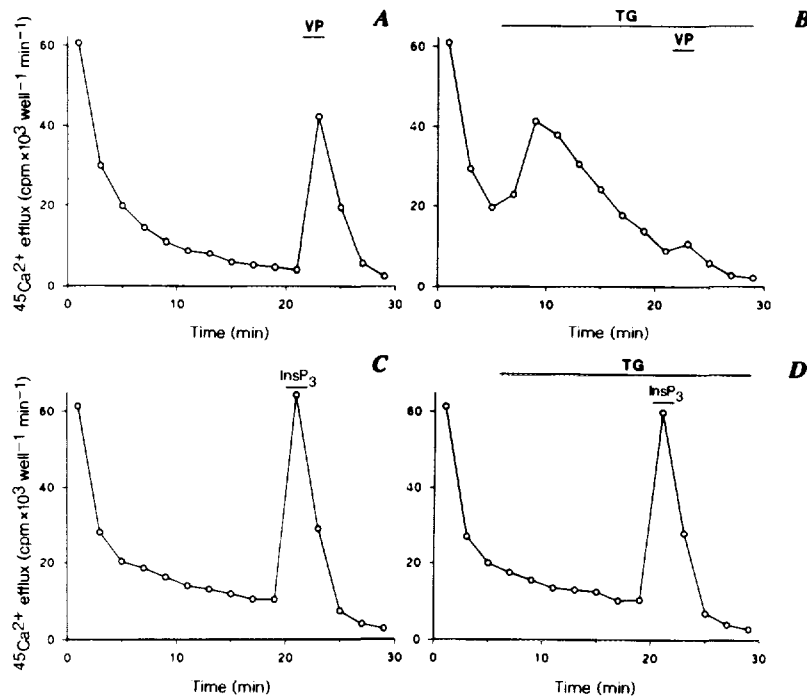 A
VP
60
40
20
0
0 10 20 30
Time (min)
⁴⁵Ca²⁺ efflux (cpm×10³ well⁻¹ min⁻¹)
B
TG
VP
60
40
20
0
0 10 20 30
Time (min)
C
InsP₃
60
40
20
0
0 10 20 30
Time (min)
⁴⁵Ca²⁺ efflux (cpm×10³ well⁻¹ min⁻¹)
D
TG
InsP₃
60
40
20
0
0 10 20 30
Time (min)